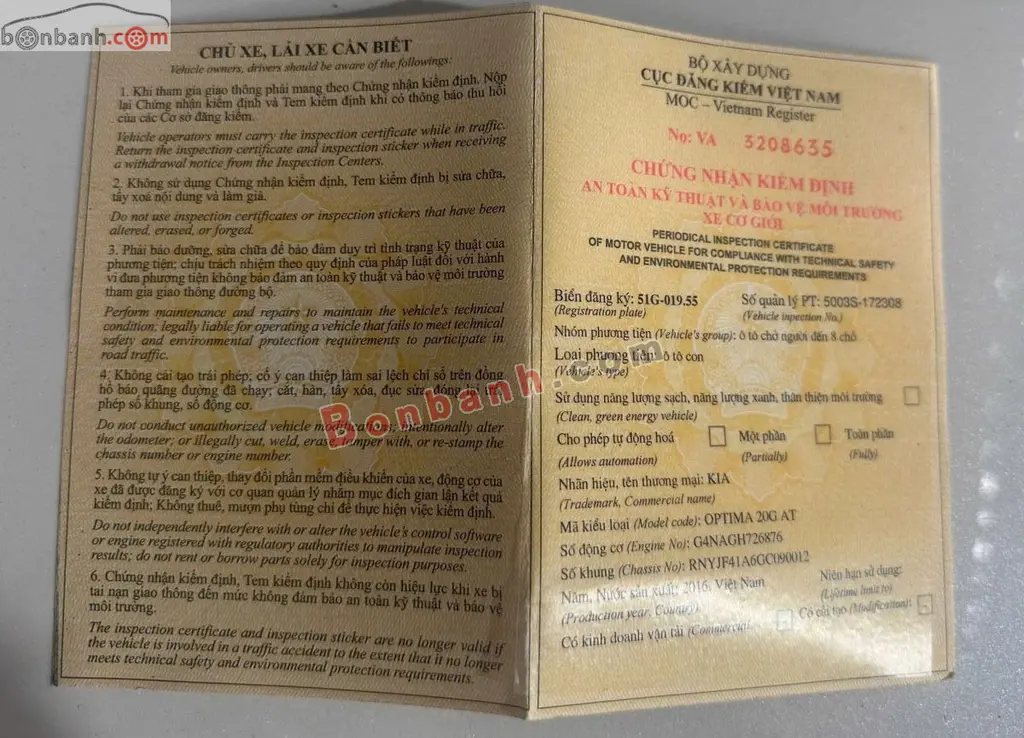 bonbanh.com
CHỦ XE, LÁI XE CẦN BIẾT
Vehicle owners, drivers should be aware of the followings:
1. Khi tham gia giao thông phải mang theo Chứng nhận kiểm định. Nộp
lại Chứng nhận kiểm định và Tem kiểm định khi có thông báo thu hồi
của các Cơ sở đăng kiểm.
Vehicle operators must carry the inspection certificate while in traffic.
Return the inspection certificate and inspection sticker when receiving
a withdrawal notice from the Inspection Centers.
2. Không sử dụng Chứng nhận kiểm định, Tem kiểm định bị sửa chữa,
tẩy xoá nội dung và làm giả.
Do not use inspection certificates or inspection stickers that have been
altered, erased, or forged.
3. Phải bảo dưỡng, sửa chữa để bảo đảm duy trì tình trạng kỹ thuật của
phương tiện; chịu trách nhiệm theo quy định của pháp luật đối với hành
vi đưa phương tiện không bảo đảm an toàn kỹ thuật và bảo vệ môi trường
tham gia giao thông đường bộ.
Perform maintenance and repairs to maintain the vehicle's technical
condition; legally liable for operating a vehicle that fails to meet technical
safety and environmental protection requirements to participate in
road traffic.
4. Không cải tạo trái phép; cố ý can thiệp làm sai lệch chỉ số trên đồng
hồ báo quãng đường đã chạy; cắt, hàn, tẩy xóa, đục sửa, đóng lại trái
phép số khung, số động cơ.
Do not conduct unauthorized vehicle modification; intentionally alter
the odometer; or illegally cut, weld, erase, tamper with, or re-stamp the
chassis number or engine number.
5. Không tự ý can thiệp, thay đổi phần mềm điều khiển của xe, động cơ của
xe đã được đăng ký với cơ quan quản lý nhằm mục đích gian lận kết quả
kiểm định; Không thuê, mượn phụ tùng chỉ để thực hiện việc kiểm định.
Do not independently interfere with or alter the vehicle's control software
or engine registered with regulatory authorities to manipulate inspection
results; do not rent or borrow parts solely for inspection purposes.
6. Chứng nhận kiểm định, Tem kiểm định không còn hiệu lực khi xe bị
tai nạn giao thông đến mức không đảm bảo an toàn kỹ thuật và bảo vệ
môi trường.
The inspection certificate and inspection sticker are no longer valid if
the vehicle is involved in a traffic accident to the extent that it no longer
meets technical safety and environmental protection requirements.
BỘ XÂY DỰNG
CỤC ĐĂNG KIỂM VIỆT NAM
MOC – Vietnam Register
No: VA 3208635
CHỨNG NHẬN KIỂM ĐỊNH
AN TOÀN KỸ THUẬT VÀ BẢO VỆ MÔI TRƯỜNG
XE CƠ GIỚI
PERIODICAL INSPECTION CERTIFICATE
OF MOTOR VEHICLE FOR COMPLIANCE WITH TECHNICAL SAFETY
AND ENVIRONMENTAL PROTECTION REQUIREMENTS
Biển đăng ký: 51G-019.55 Số quản lý PT: 5003S-172308
(Registration plate) (Vehicle inpection No.)
Nhóm phương tiện (Vehicle's group): ô tô chở người đến 8 chỗ
Loại phương tiện: ô tô con
(Vehicle's type)
Sử dụng năng lượng sạch, năng lượng xanh, thân thiện môi trường
(Clean, green energy vehicle)
Cho phép tự động hoá Một phần Toàn phần
(Allows automation) (Partially) (Fully)
Nhãn hiệu, tên thương mại: KIA
(Trademark, Commercial name)
Mã kiểu loại (Model code): OPTIMA 20G AT
Số động cơ (Engine No): G4NAGH726876
Số khung (Chassis No): RNYJF41A6GC090012
Năm, Nước sản xuất: 2016, Việt Nam Niên hạn sử dụng:
(Production year, Country) (Lifetime limit to)
Có kinh doanh vận tải (Commercial Có cải tạo (Modification):
Bonbanh.com